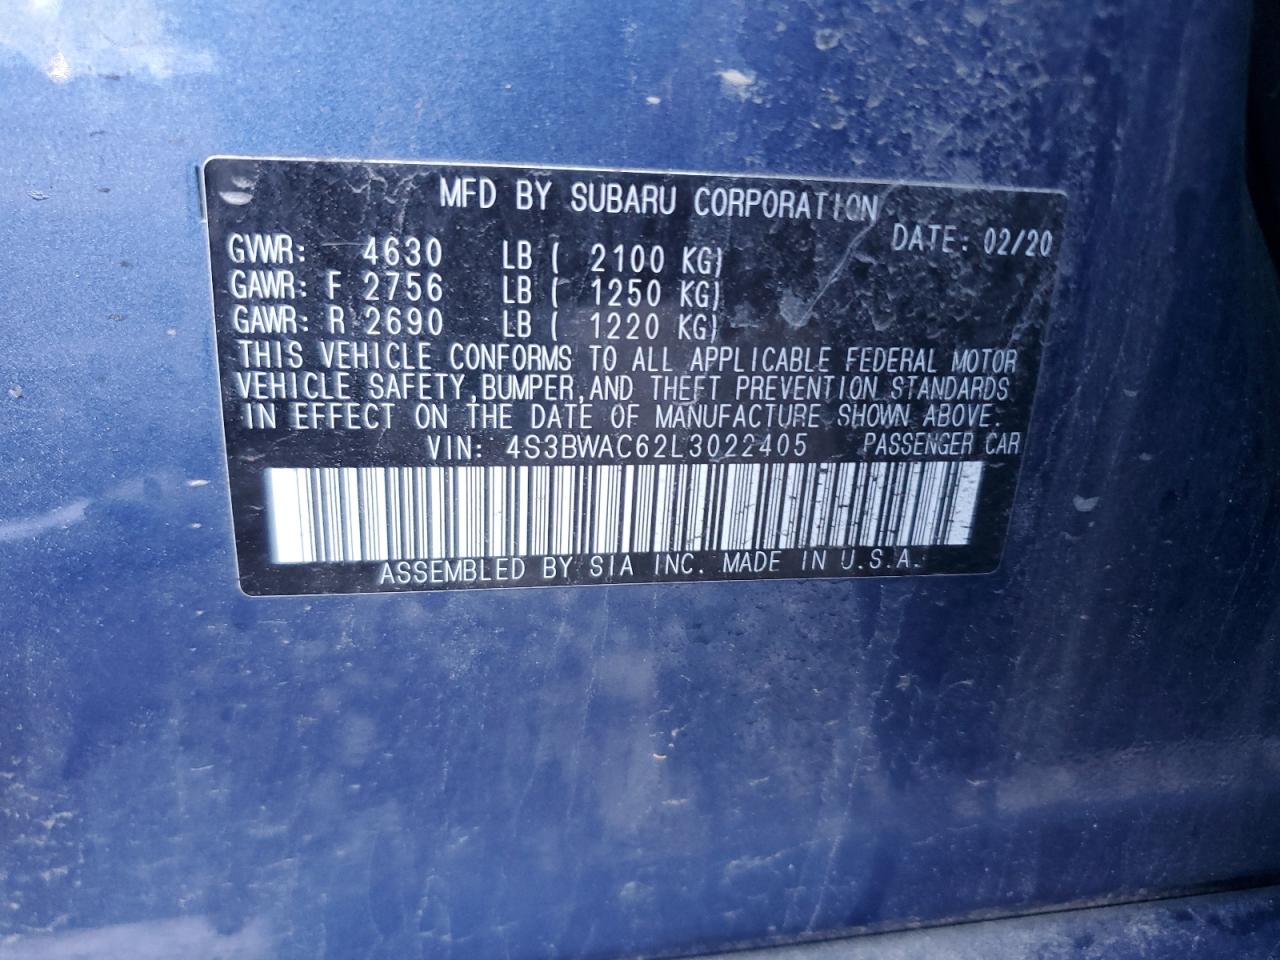 MFD BY SUBARU CORPORATION
DATE: 02/20
GVWR: 4630 LB ( 2100 KG)
GAWR: F 2756 LB ( 1250 KG)
GAWR: R 2690 LB ( 1220 KG)
THIS VEHICLE CONFORMS TO ALL APPLICABLE FEDERAL MOTOR
VEHICLE SAFETY,BUMPER,AND THEFT PREVENTION STANDARDS
IN EFFECT ON THE DATE OF MANUFACTURE SHOWN ABOVE.
VIN: 4S3BWAC62L3022405 PASSENGER CAR
ASSEMBLED BY SIA INC. MADE IN U.S.A.